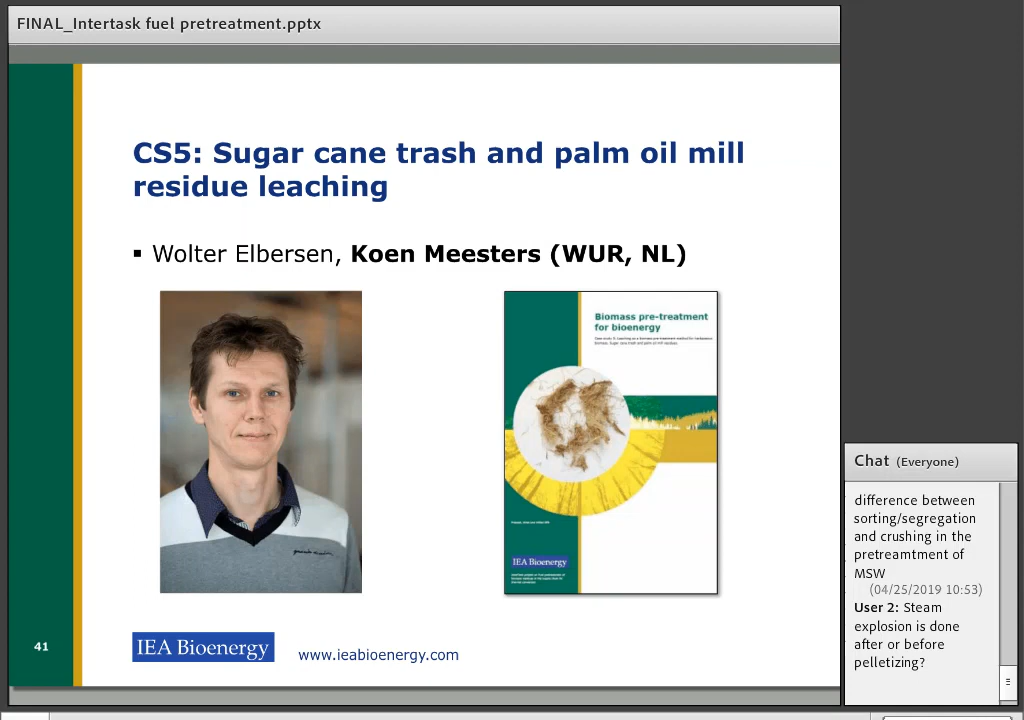 FINAL_Intertask fuel pretreatment.pptx
CS5: Sugar cane trash and palm oil mill
residue leaching
▪ Wolter Elbersen, Koen Meesters (WUR, NL)
Biomass pre-treatment
for bioenergy
IEA Bioenergy
41
IEA Bioenergy
www.ieabioenergy.com
Chat (Everyone)
difference between
sorting/segregation
and crushing in the
pretreamtment of
MSW
(04/25/2019 10:53)
User 2: Steam
explosion is done
after or before
pelletizing?